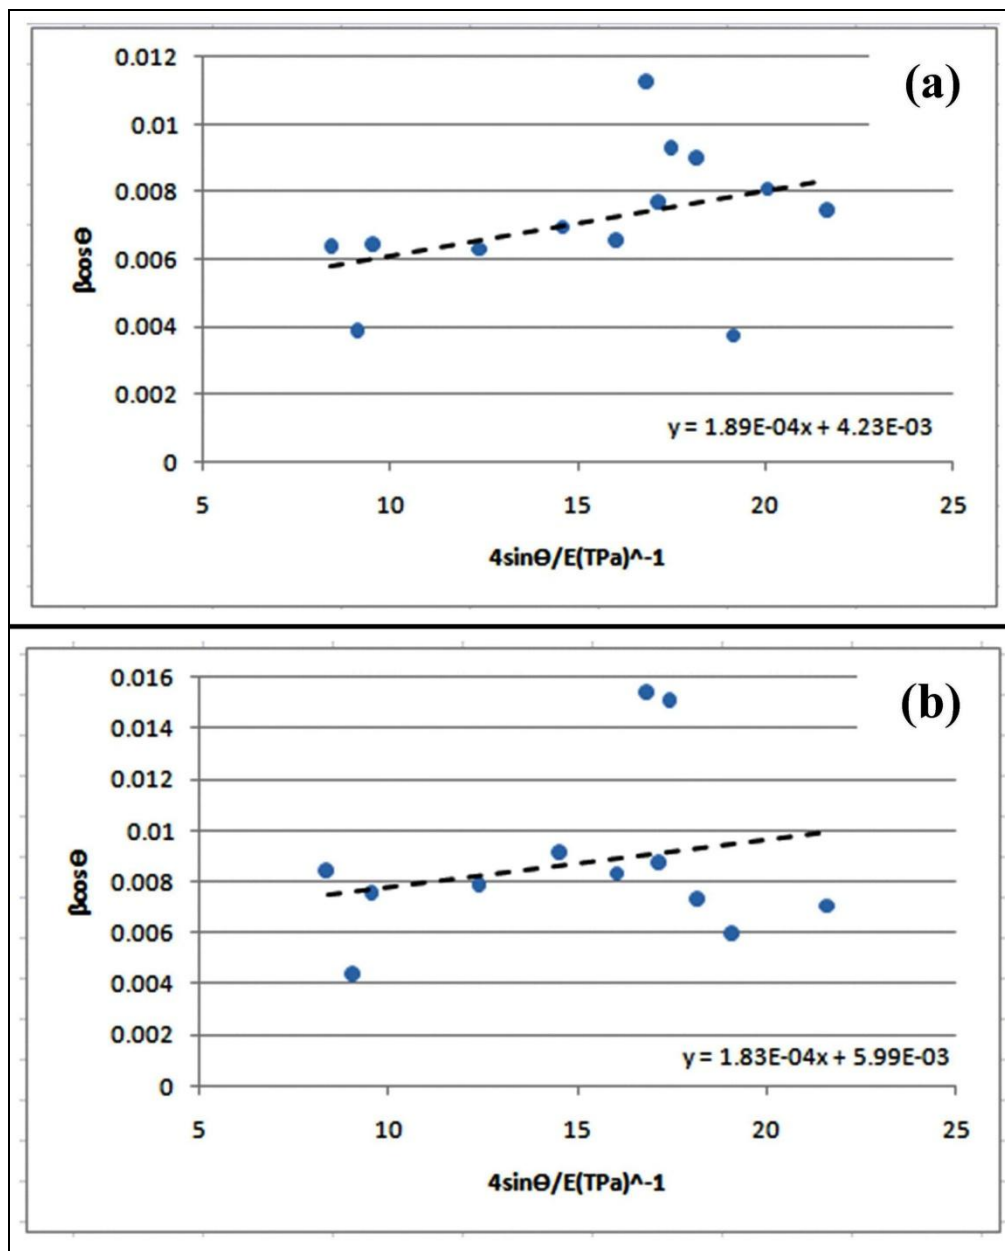 (a)
0.012
0.01
0.008
0.006
0.004
0.002
0
βcosΘ
y = 1.89E-04x + 4.23E-03
5 10 15 20 25
4sinΘ/E(TPa)^-1
(b)
0.016
0.014
0.012
0.01
0.008
0.006
0.004
0.002
0
βcosΘ
y = 1.83E-04x + 5.99E-03
5 10 15 20 25
4sinΘ/E(TPa)^-1